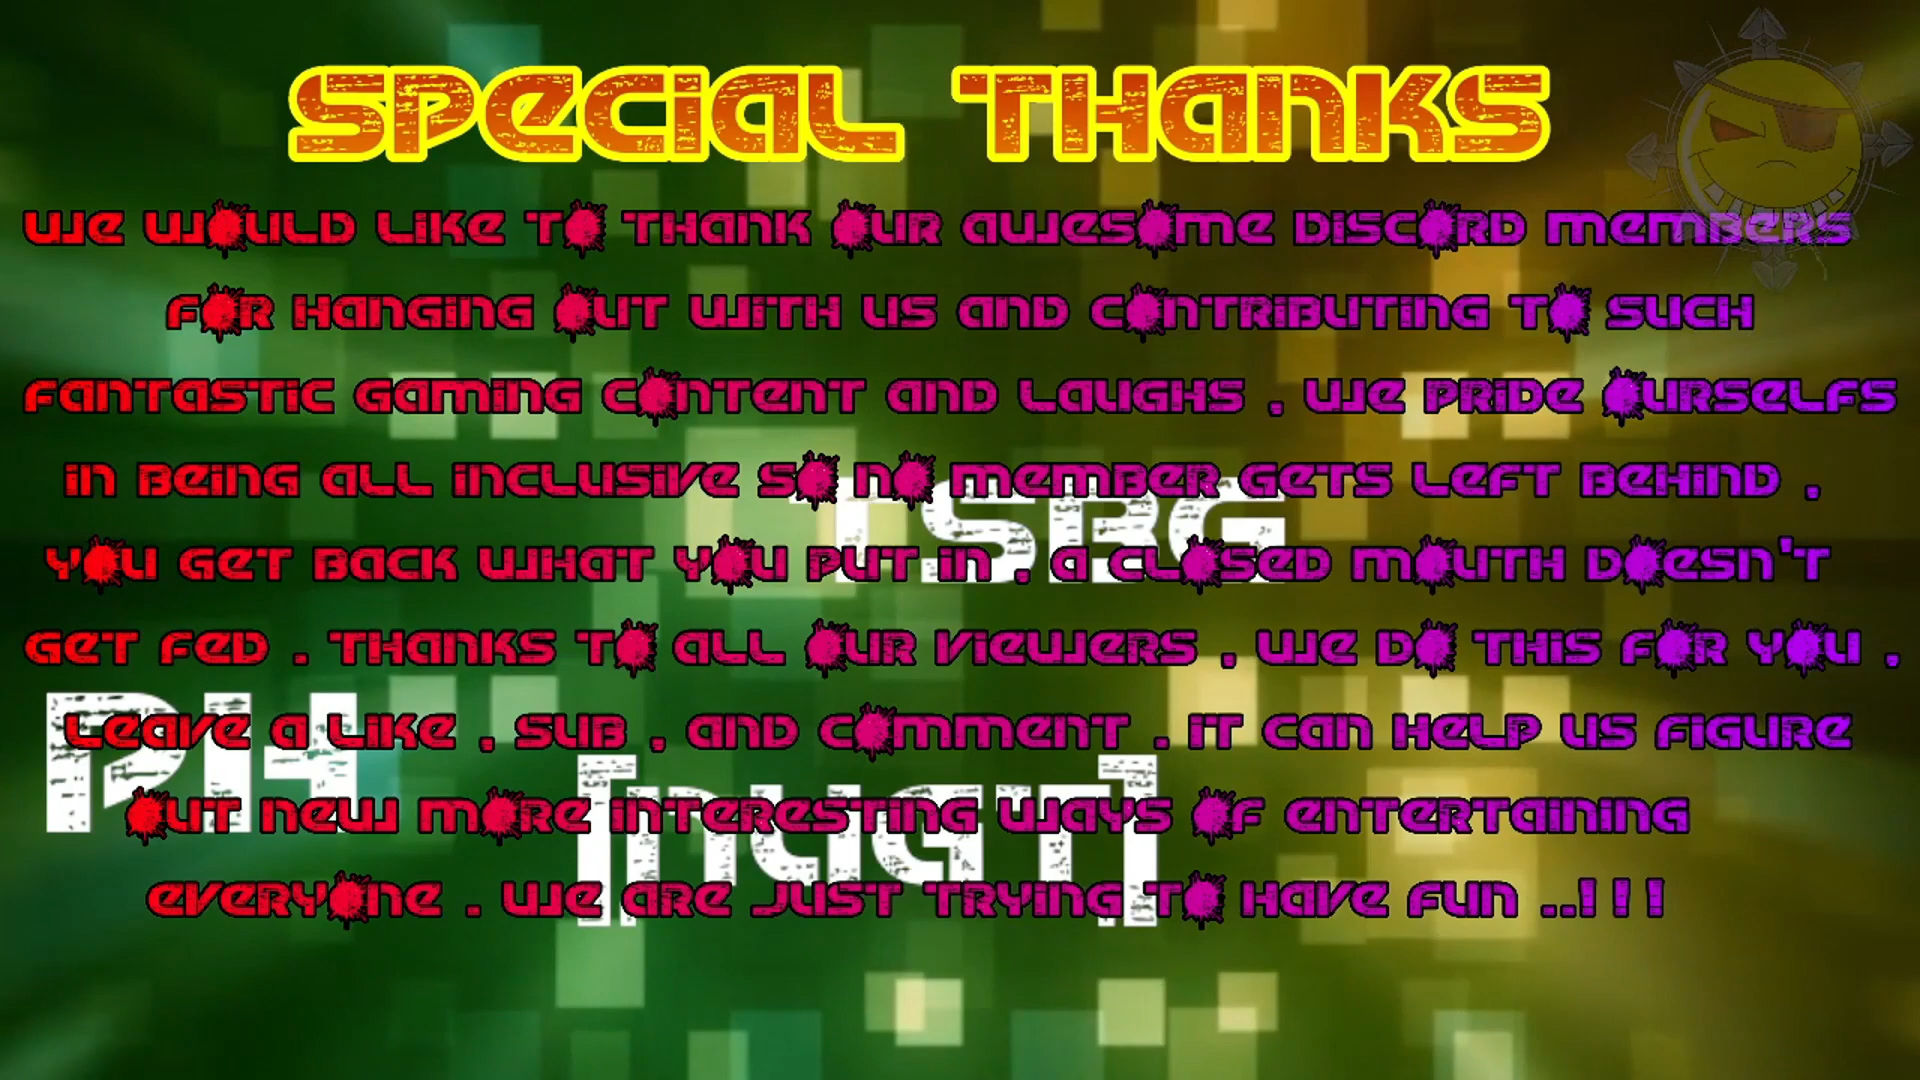 Special Thanks
We would like to thank our awesome discord members
for hanging out with us and contributing to such
fantastic gaming content and laughs . We pride ourselfs
in being all inclusive so no member gets left behind .
You get back what you put in . A closed mouth doesn't
get fed . Thanks to all our viewers . We do this for you .
Leave a like , sub , and comment . It can help us figure
out new more interesting ways of entertaining
everyone . We are just trying to have fun ..!!!
TSBG